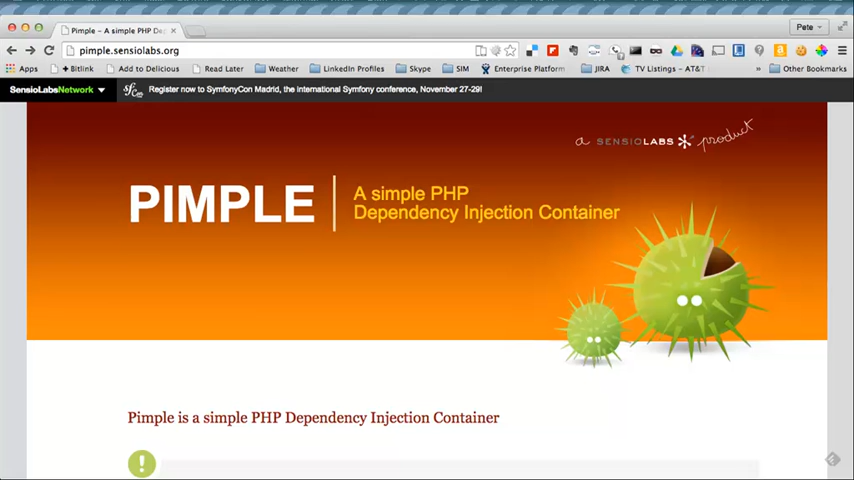 Pimple – A simple PHP De
Pete
pimple.sensiolabs.org
Apps
+ Bitlink
Add to Delicious
Read Later
Weather
LinkedIn Profiles
Skype
SIM
Enterprise Platform
JIRA
TV Listings - AT&T
»
Other Bookmarks
SensioLabsNetwork
Sf Con
Register now to SymfonyCon Madrid, the international Symfony conference, November 27-29!
a SENSIOLABS product
PIMPLE
A simple PHP
Dependency Injection Container
Pimple is a simple PHP Dependency Injection Container
!